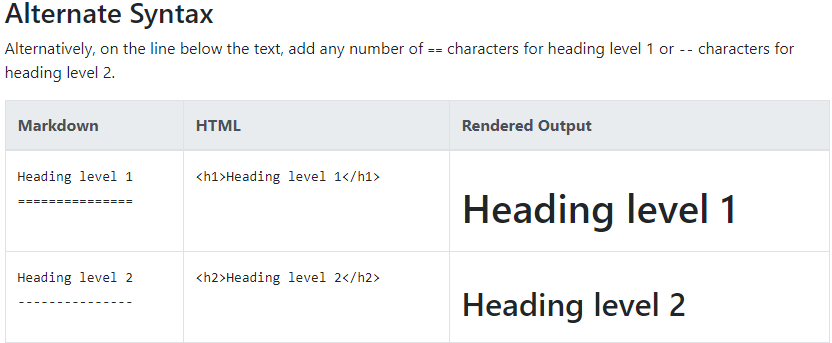 Alternate Syntax
Alternatively, on the line below the text, add any number of == characters for heading level 1 or -- characters for
heading level 2.
Markdown HTML Rendered Output
Heading level 1 <h1>Heading level 1</h1> Heading level 1
===============
Heading level 2 <h2>Heading level 2</h2> Heading level 2
---------------